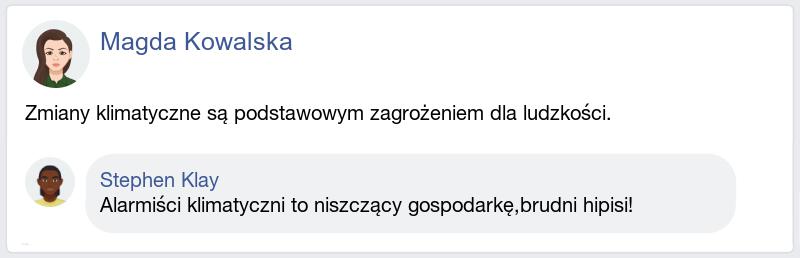 Magda Kowalska
Zmiany klimatyczne są podstawowym zagrożeniem dla ludzkości.
Stephen Klay
Alarmiści klimatyczni to niszczący gospodarkę,brudni hipisi!